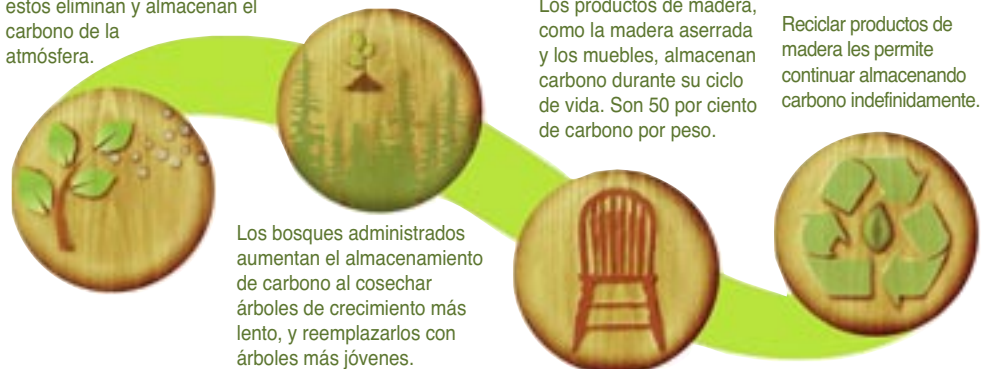 estos eliminan y almacenan el
carbono de la
atmósfera.
Los bosques administrados
aumentan el almacenamiento
de carbono al cosechar
árboles de crecimiento más
lento, y reemplazarlos con
árboles más jóvenes.
Los productos de madera,
como la madera aserrada
y los muebles, almacenan
carbono durante su ciclo
de vida. Son 50 por ciento
de carbono por peso.
Reciclar productos de
madera les permite
continuar almacenando
carbono indefinidamente.